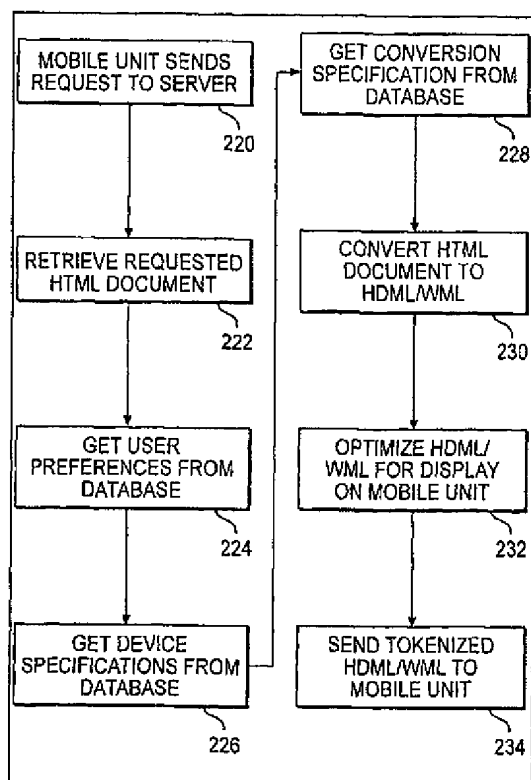 MOBILE UNIT SENDS
REQUEST TO SERVER
220
RETRIEVE REQUESTED
HTML DOCUMENT
222
GET USER
PREFERENCES FROM
DATABASE
224
GET DEVICE
SPECIFICATIONS FROM
DATABASE
226
GET CONVERSION
SPECIFICATION FROM
DATABASE
228
CONVERT HTML
DOCUMENT TO
HDML/WML
230
OPTIMIZE HDML/
WML FOR DISPLAY
ON MOBILE UNIT
232
SEND TOKENIZED
HDML/WML TO
MOBILE UNIT
234